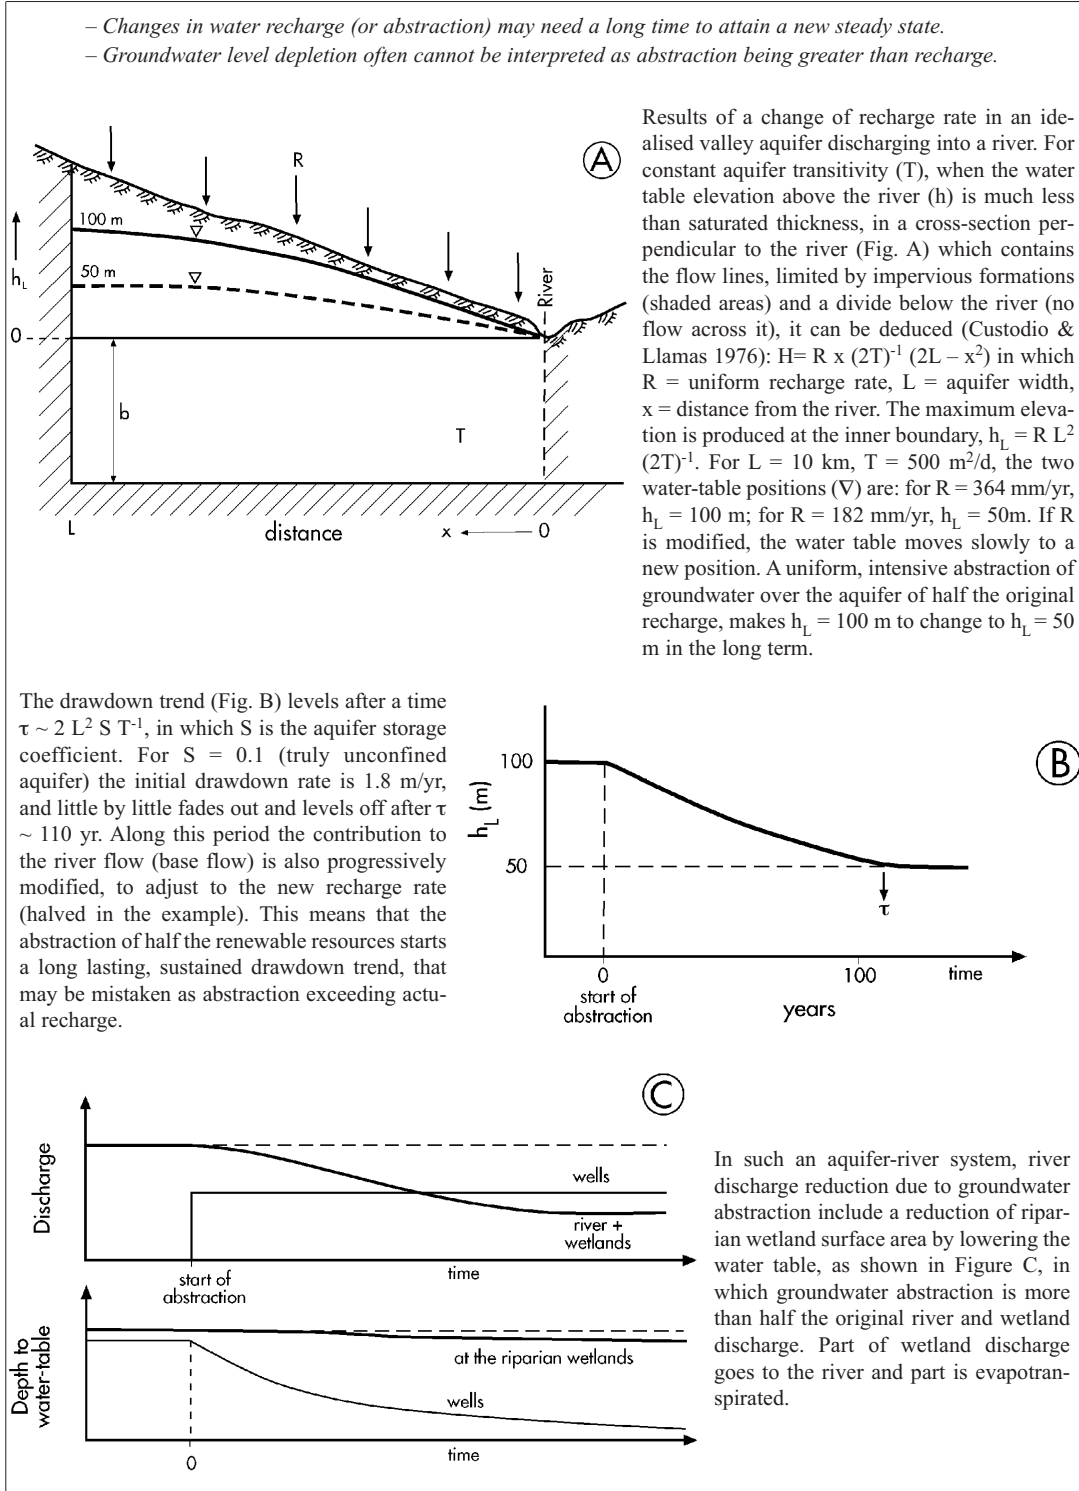 – Changes in water recharge (or abstraction) may need a long time to attain a new steady state.
– Groundwater level depletion often cannot be interpreted as abstraction being greater than recharge.
A
R
100 m
50 m
h_L
0
River
b
T
L
distance
x
0
Results of a change of recharge rate in an ide-
alised valley aquifer discharging into a river. For
constant aquifer transitivity (T), when the water
table elevation above the river (h) is much less
than saturated thickness, in a cross-section per-
pendicular to the river (Fig. A) which contains
the flow lines, limited by impervious formations
(shaded areas) and a divide below the river (no
flow across it), it can be deduced (Custodio &
Llamas 1976): H= R x (2T)⁻¹ (2L – x²) in which
R = uniform recharge rate, L = aquifer width,
x = distance from the river. The maximum eleva-
tion is produced at the inner boundary, h_L = R L²
(2T)⁻¹. For L = 10 km, T = 500 m²/d, the two
water-table positions (∇) are: for R = 364 mm/yr,
h_L = 100 m; for R = 182 mm/yr, h_L = 50m. If R
is modified, the water table moves slowly to a
new position. A uniform, intensive abstraction of
groundwater over the aquifer of half the original
recharge, makes h_L = 100 m to change to h_L = 50
m in the long term.
The drawdown trend (Fig. B) levels after a time
τ ~ 2 L² S T⁻¹, in which S is the aquifer storage
coefficient. For S = 0.1 (truly unconfined
aquifer) the initial drawdown rate is 1.8 m/yr,
and little by little fades out and levels off after τ
~ 110 yr. Along this period the contribution to
the river flow (base flow) is also progressively
modified, to adjust to the new recharge rate
(halved in the example). This means that the
abstraction of half the renewable resources starts
a long lasting, sustained drawdown trend, that
may be mistaken as abstraction exceeding actu-
al recharge.
B
100
h_L (m)
50
τ
0
100
time
start of
abstraction
years
C
Discharge
wells
river +
wetlands
start of
abstraction
time
Depth to
water-table
at the riparian wetlands
wells
0
time
In such an aquifer-river system, river
discharge reduction due to groundwater
abstraction include a reduction of ripar-
ian wetland surface area by lowering the
water table, as shown in Figure C, in
which groundwater abstraction is more
than half the original river and wetland
discharge. Part of wetland discharge
goes to the river and part is evapotran-
spirated.